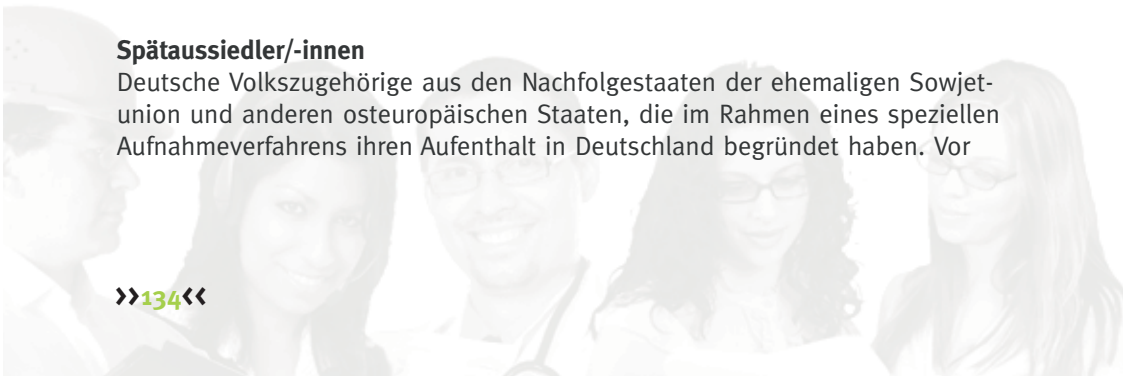 Spätaussiedler/-innen
Deutsche Volkszugehörige aus den Nachfolgestaaten der ehemaligen Sowjet-
union und anderen osteuropäischen Staaten, die im Rahmen eines speziellen
Aufnahmeverfahrens ihren Aufenthalt in Deutschland begründet haben. Vor
››134‹‹